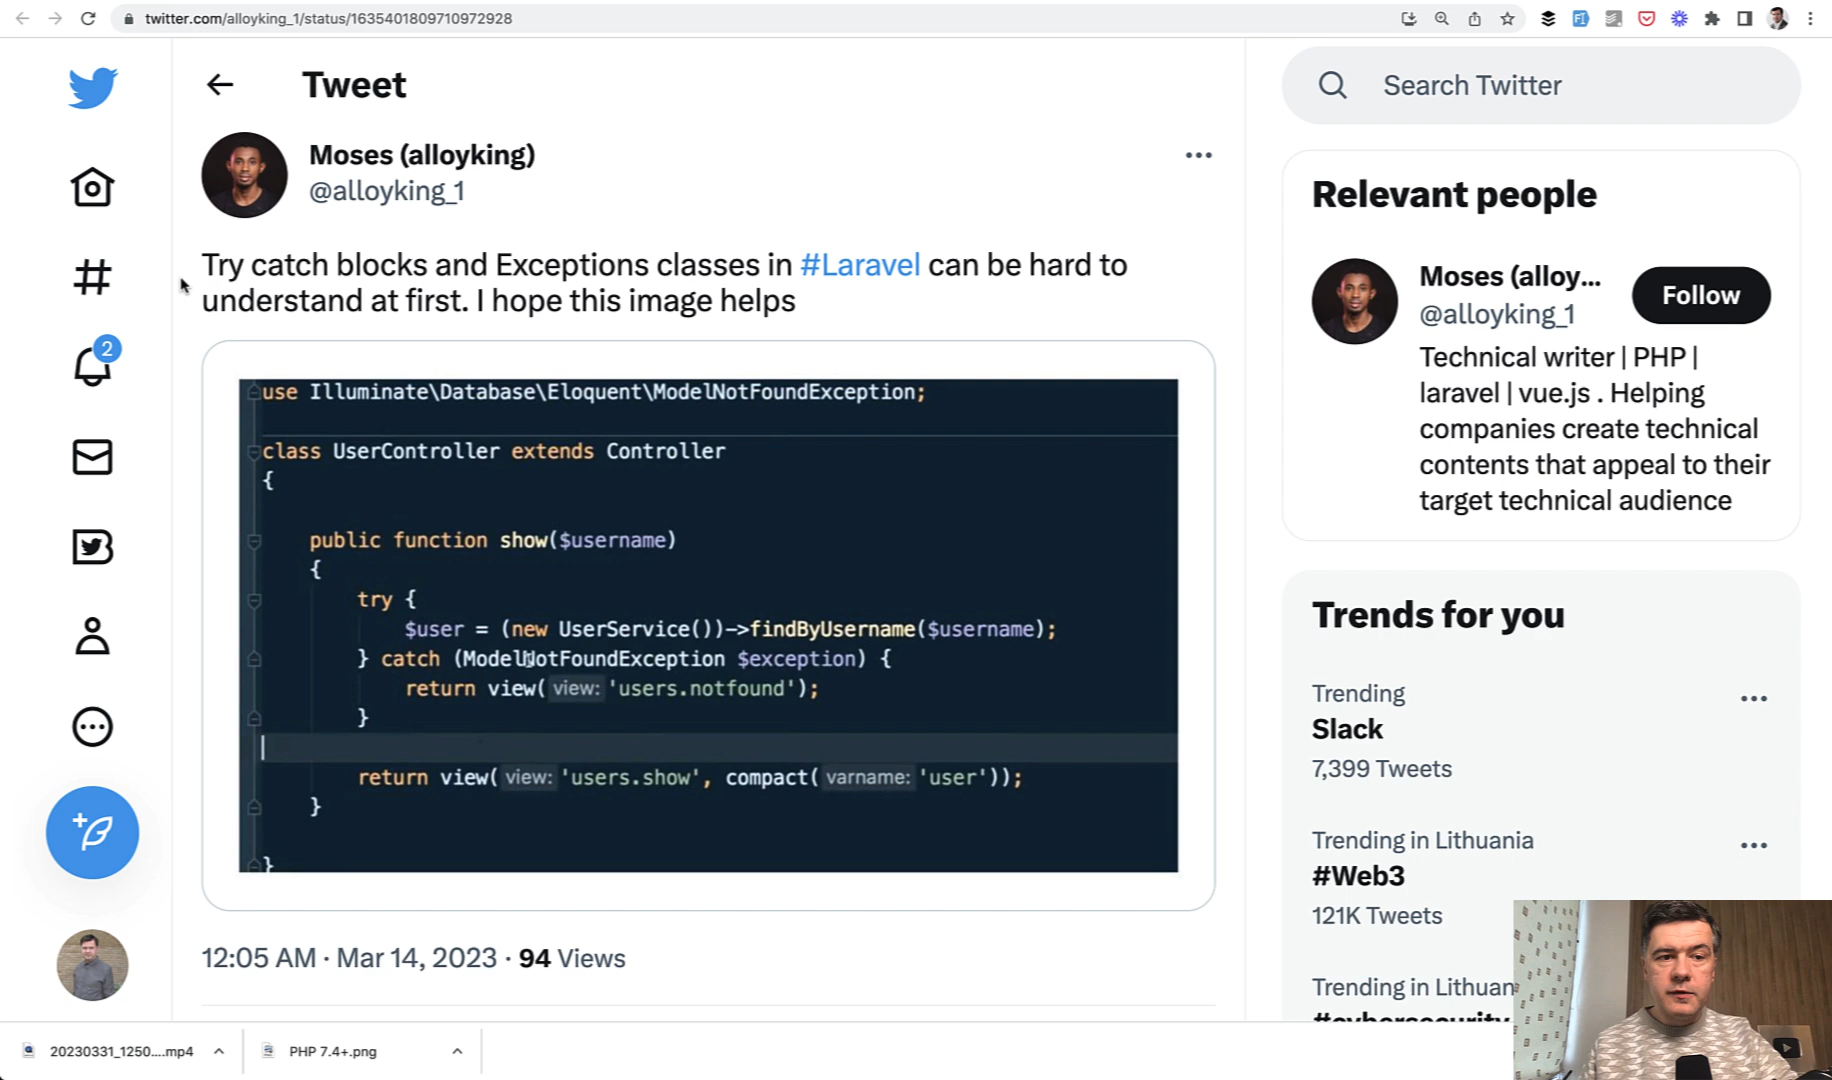 twitter.com/alloyking_1/status/1635401809710972928
Tweet
Moses (alloyking)
@alloyking_1
Try catch blocks and Exceptions classes in #Laravel can be hard to
understand at first. I hope this image helps
use Illuminate\Database\Eloquent\ModelNotFoundException;
class UserController extends Controller
{
public function show($username)
{
try {
$user = (new UserService())->findByUsername($username);
} catch (ModelNotFoundException $exception) {
return view( view: 'users.notfound');
}
return view( view: 'users.show', compact( varname: 'user'));
}
}
12:05 AM · Mar 14, 2023 · 94 Views
2
Search Twitter
Relevant people
Moses (alloy...
@alloyking_1
Follow
Technical writer | PHP |
laravel | vue.js . Helping
companies create technical
contents that appeal to their
target technical audience
Trends for you
Trending
Slack
7,399 Tweets
Trending in Lithuania
#Web3
121K Tweets
Trending in Lithuan
#cybersecurity
20230331_1250....mp4
PHP 7.4+.png